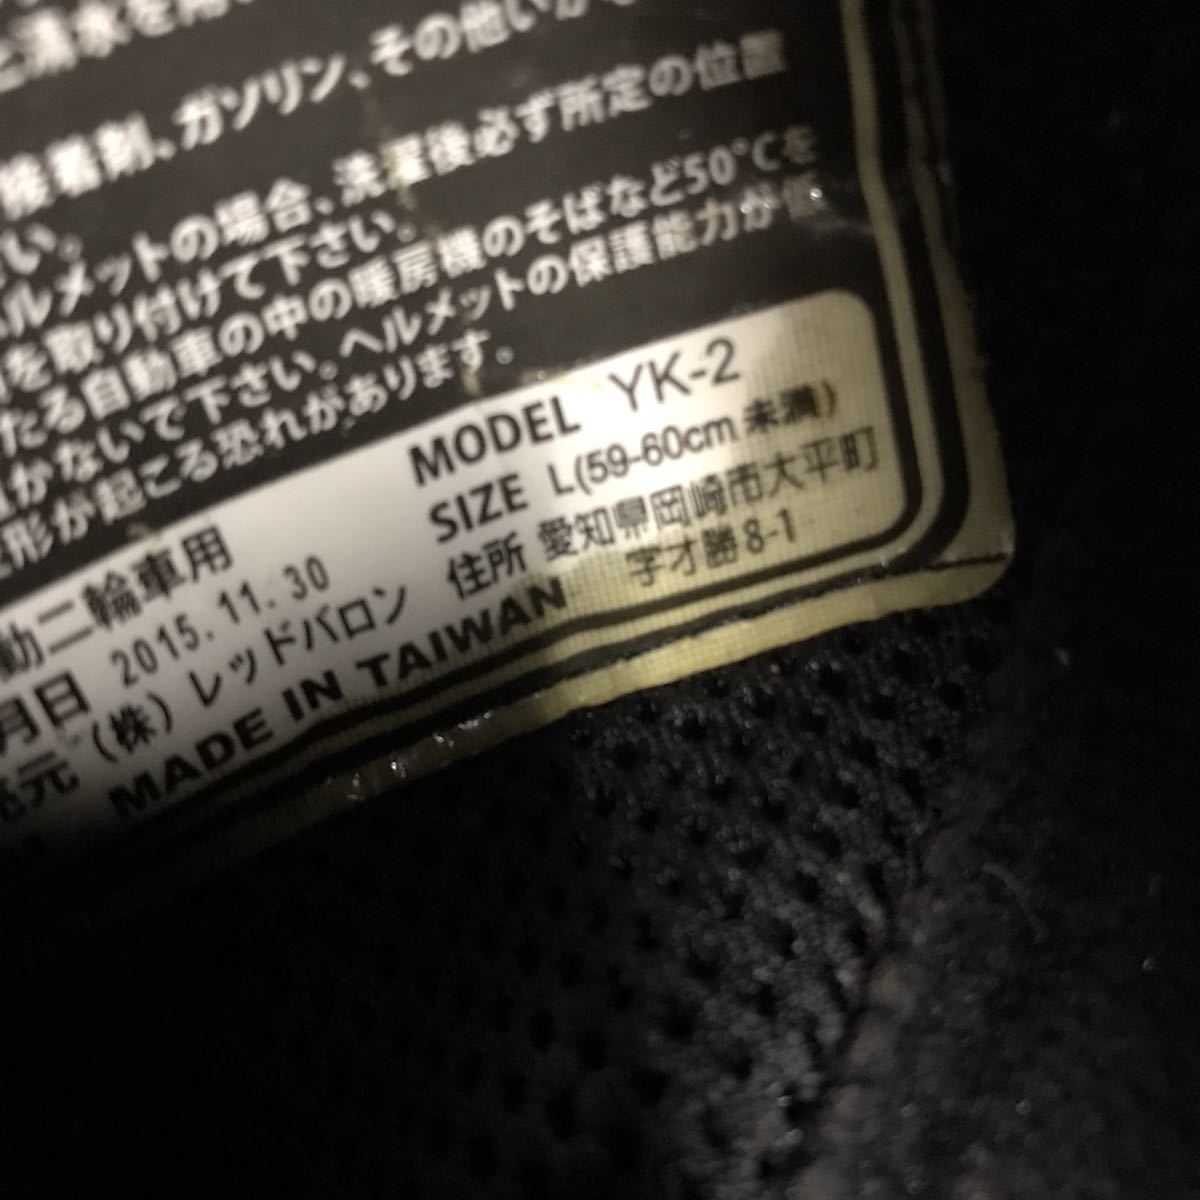 湯水を用い
接着剤、ガソリン、その他いか
さい。
ヘルメットの場合、洗濯後必ず所定の位置
を取り付けて下さい。
たる自動車の中の暖房機のそばなど50°Cを
かないで下さい。ヘルメットの保護能力が低
形が起こる恐れがあります。
動二輪車用
MODEL YK-2
月日 2015.11.30
SIZE L(59-60cm未満)
元 (株)レッドバロン
住所 愛知県岡崎市大平町
字才勝8-1
MADE IN TAIWAN